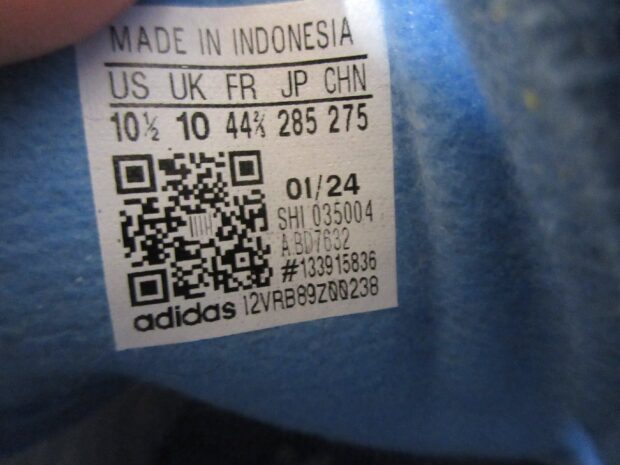 MADE IN INDONESIA
US UK FR JP CHN
10½ 10 44⅔ 285 275
01/24
SHI 035004
A.BD7632
#133915836
adidas I2VRB89Z00238